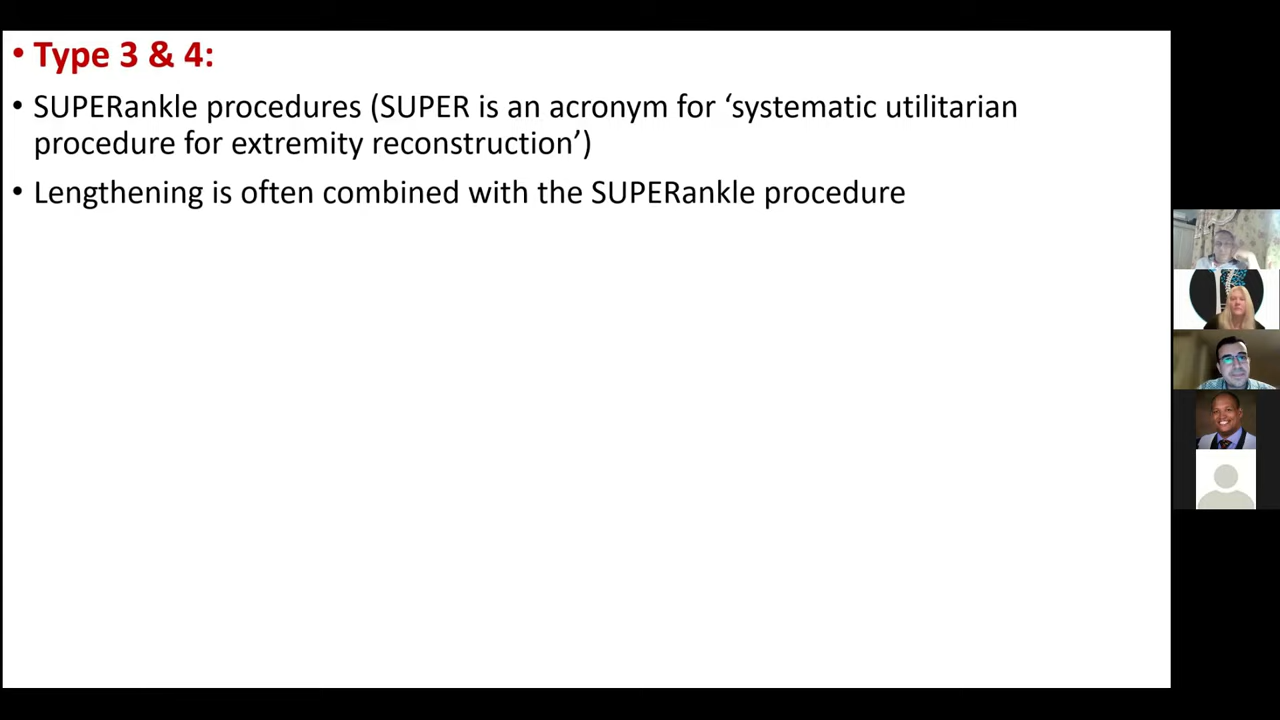 • Type 3 & 4:
• SUPERankle procedures (SUPER is an acronym for ‘systematic utilitarian
procedure for extremity reconstruction’)
• Lengthening is often combined with the SUPERankle procedure